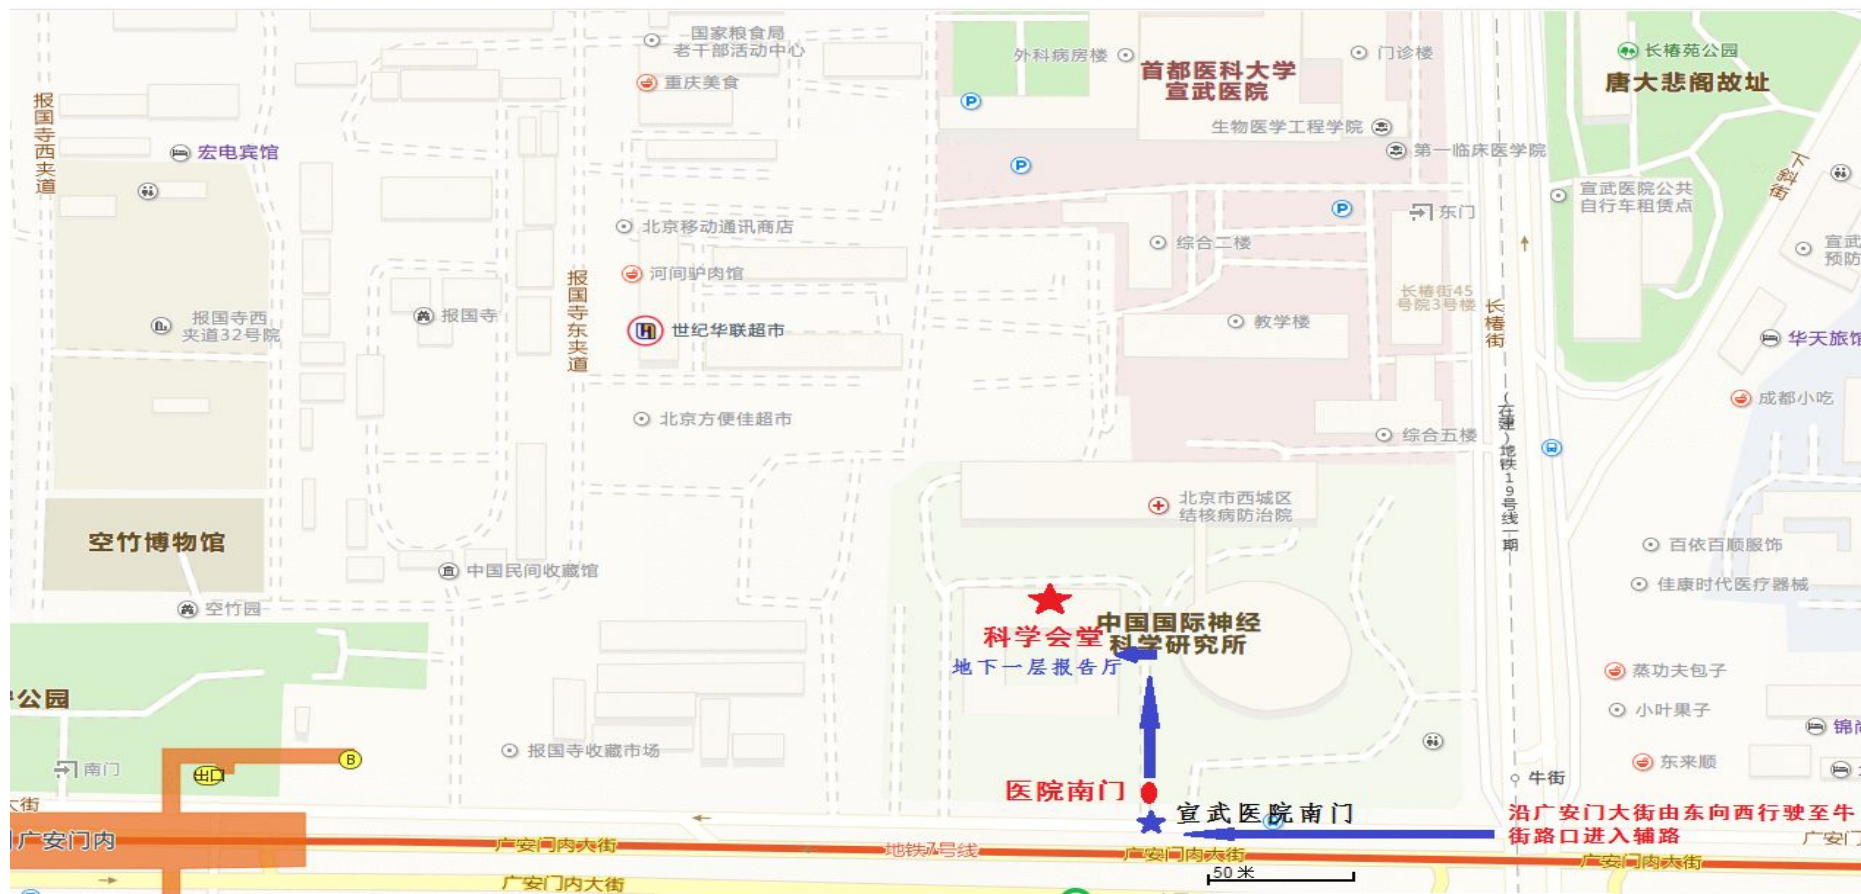 国家粮食局
老干部活动中心
重庆美食
外科病房楼
首都医科大学
宣武医院
门诊楼
长椿苑公园
唐大悲阁故址
报国寺西夹道
宏电宾馆
生物医学工程学院
第一临床医学院
下斜街
宣武医院公共
自行车租赁点
P
P
P
东门
北京移动通讯商店
综合二楼
宣武
预防
河间驴肉馆
报国寺东夹道
长椿街45
号院3号楼
长椿街
报国寺西
夹道32号院
报国寺
世纪华联超市
教学楼
华天旅馆
成都小吃
北京方便佳超市
综合五楼
(在建)地铁19号线一期
北京市西城区
结核病防治院
空竹博物馆
百依百顺服饰
中国民间收藏馆
佳康时代医疗器械
空竹园
中国国际神经
科学研究所
科学会堂
地下一层报告厅
蒸功夫包子
公园
小叶果子
锦尚
报国寺收藏市场
B
出口
南门
东来顺
牛街
医院南门
大街
宣武医院南门
沿广安门大街由东向西行驶至牛
街路口进入辅路
广安门内
广安门内大街
地铁7号线
广安门内大街
广安门内大街
广安门
广安门内大街
50 米